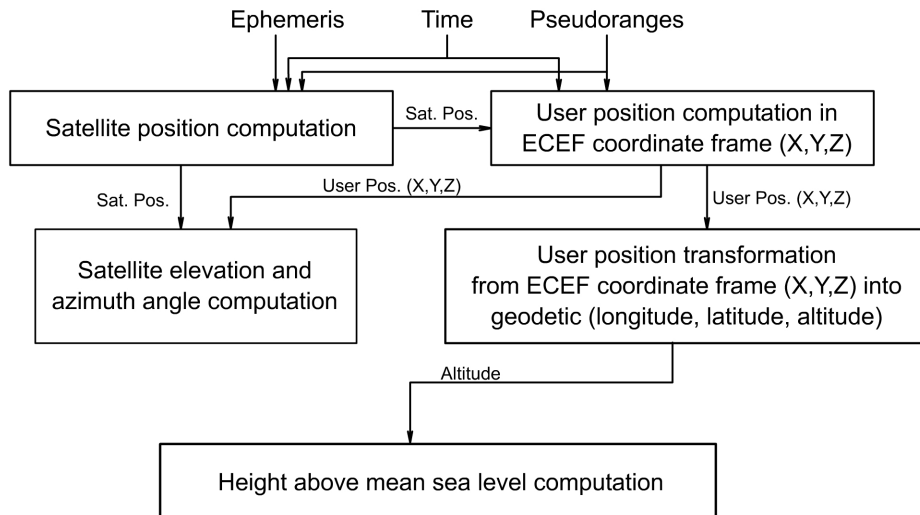 Ephemeris
Time
Pseudoranges
Satellite position computation
Sat. Pos.
User position computation in
ECEF coordinate frame (X,Y,Z)
Sat. Pos.
User Pos. (X,Y,Z)
User Pos. (X,Y,Z)
Satellite elevation and
azimuth angle computation
User position transformation
from ECEF coordinate frame (X,Y,Z) into
geodetic (longitude, latitude, altitude)
Altitude
Height above mean sea level computation